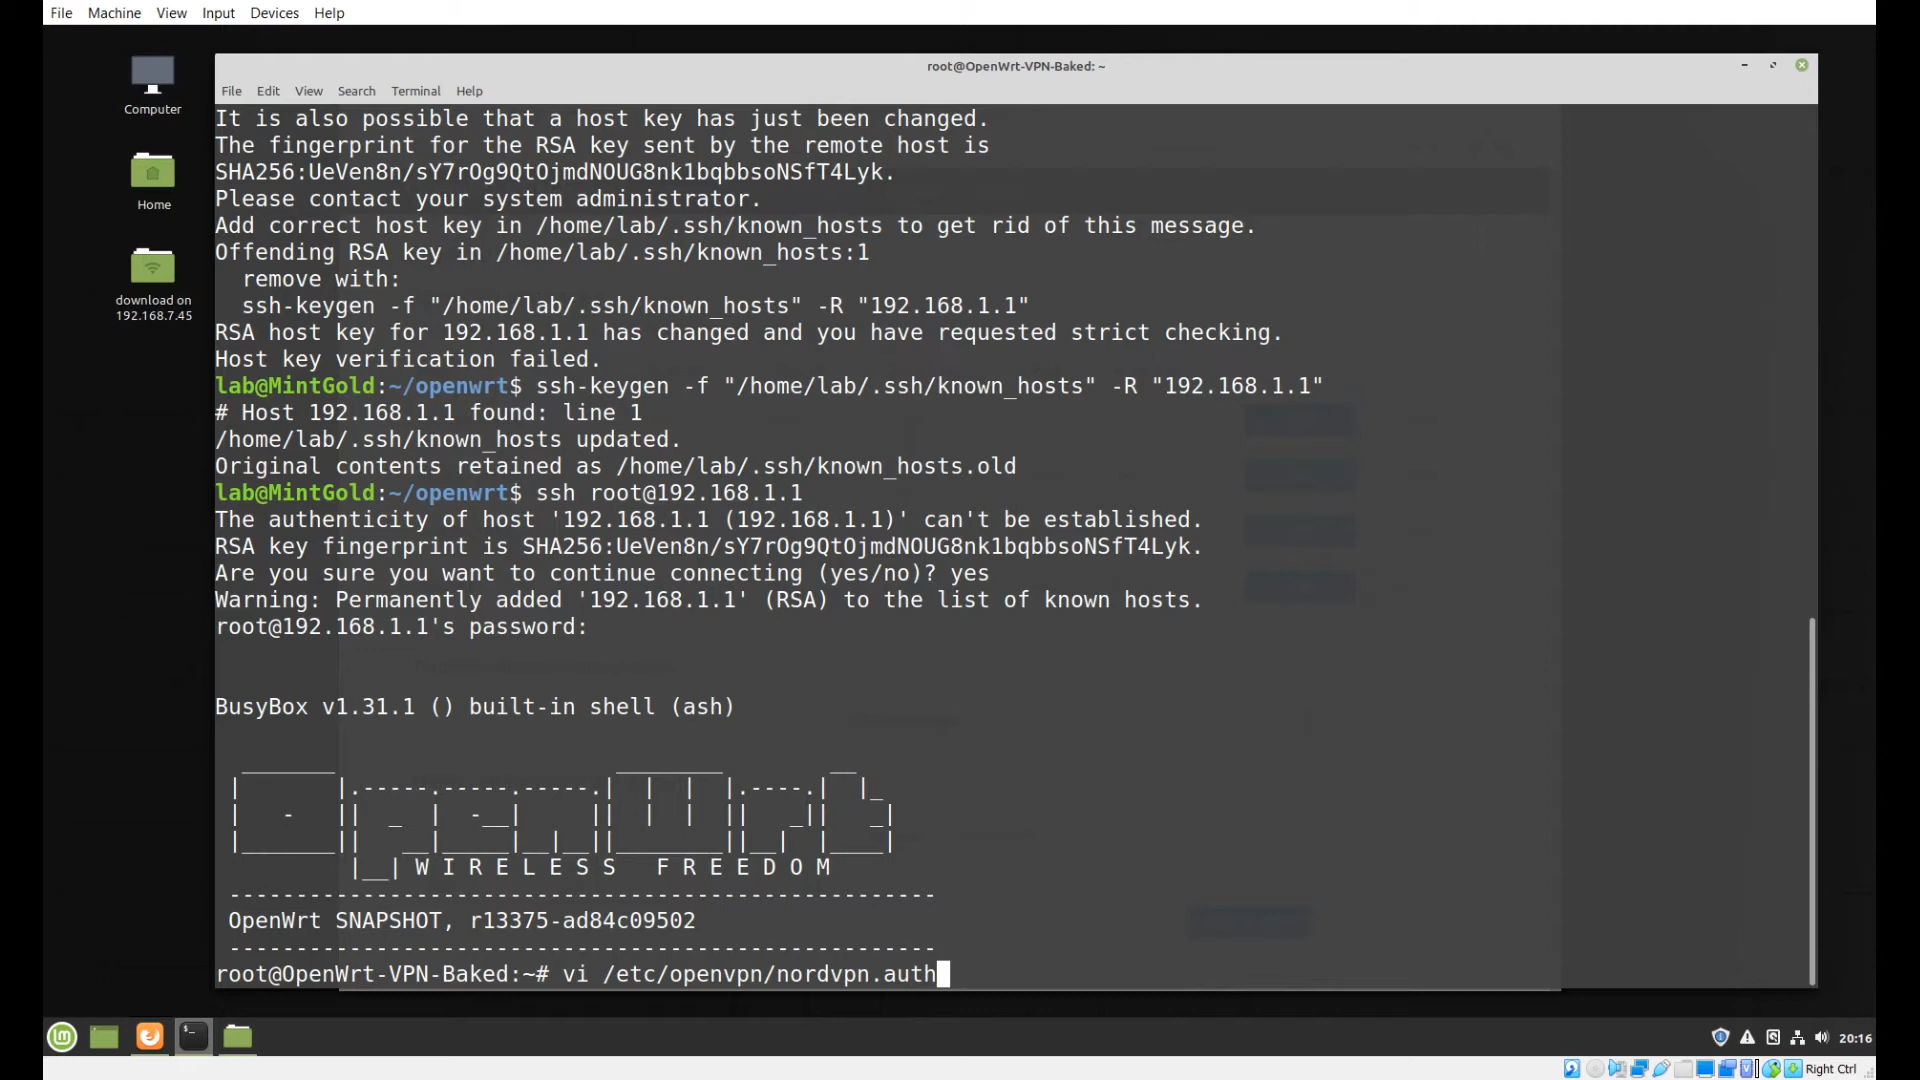 File Machine View Input Devices Help
root@OpenWrt-VPN-Baked: ~
Computer
Home
download on
192.168.7.45
File Edit View Search Terminal Help
It is also possible that a host key has just been changed.
The fingerprint for the RSA key sent by the remote host is
SHA256:UeVen8n/sY7rOg9QtOjmdNOUG8nk1bqbbsoNSfT4Lyk.
Please contact your system administrator.
Add correct host key in /home/lab/.ssh/known_hosts to get rid of this message.
Offending RSA key in /home/lab/.ssh/known_hosts:1
  remove with:
  ssh-keygen -f "/home/lab/.ssh/known_hosts" -R "192.168.1.1"
RSA host key for 192.168.1.1 has changed and you have requested strict checking.
Host key verification failed.
lab@MintGold:~/openwrt$ ssh-keygen -f "/home/lab/.ssh/known_hosts" -R "192.168.1.1"
# Host 192.168.1.1 found: line 1
/home/lab/.ssh/known_hosts updated.
Original contents retained as /home/lab/.ssh/known_hosts.old
lab@MintGold:~/openwrt$ ssh root@192.168.1.1
The authenticity of host '192.168.1.1 (192.168.1.1)' can't be established.
RSA key fingerprint is SHA256:UeVen8n/sY7rOg9QtOjmdNOUG8nk1bqbbsoNSfT4Lyk.
Are you sure you want to continue connecting (yes/no)? yes
Warning: Permanently added '192.168.1.1' (RSA) to the list of known hosts.
root@192.168.1.1's password:
BusyBox v1.31.1 () built-in shell (ash)
OpenWrt
W I R E L E S S   F R E E D O M
-----------------------------------------------------
OpenWrt SNAPSHOT, r13375-ad84c09502
-----------------------------------------------------
root@OpenWrt-VPN-Baked:~# vi /etc/openvpn/nordvpn.auth
20:16
Right Ctrl